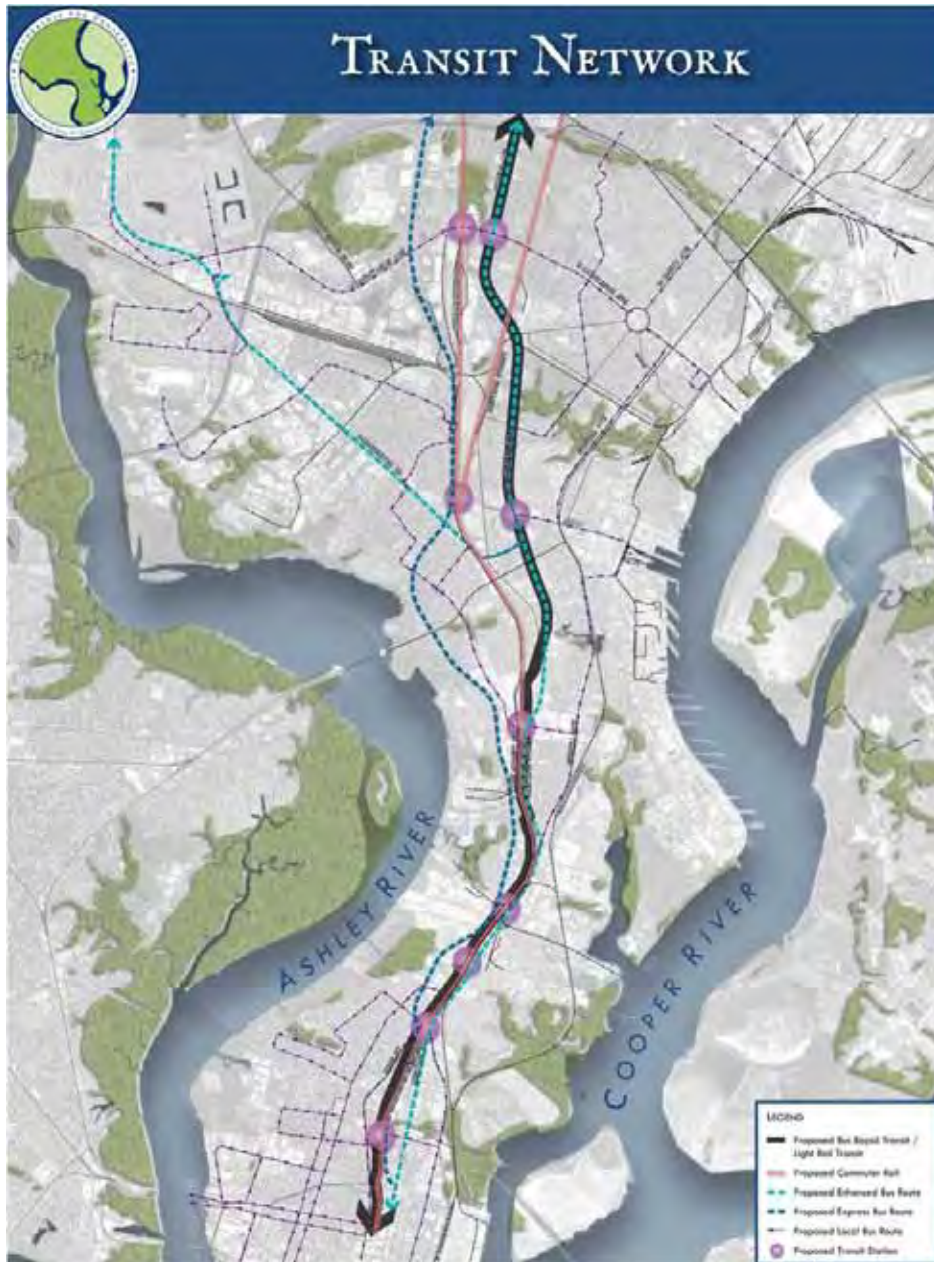 TRANSIT NETWORK
ASHLEY RIVER
COOPER RIVER
LEGEND
Proposed Bus Rapid Transit /
Light Rail Transit
Proposed Commuter Rail
Proposed Enhanced Bus Route
Proposed Express Bus Route
Proposed Local Bus Route
Proposed Transit Station